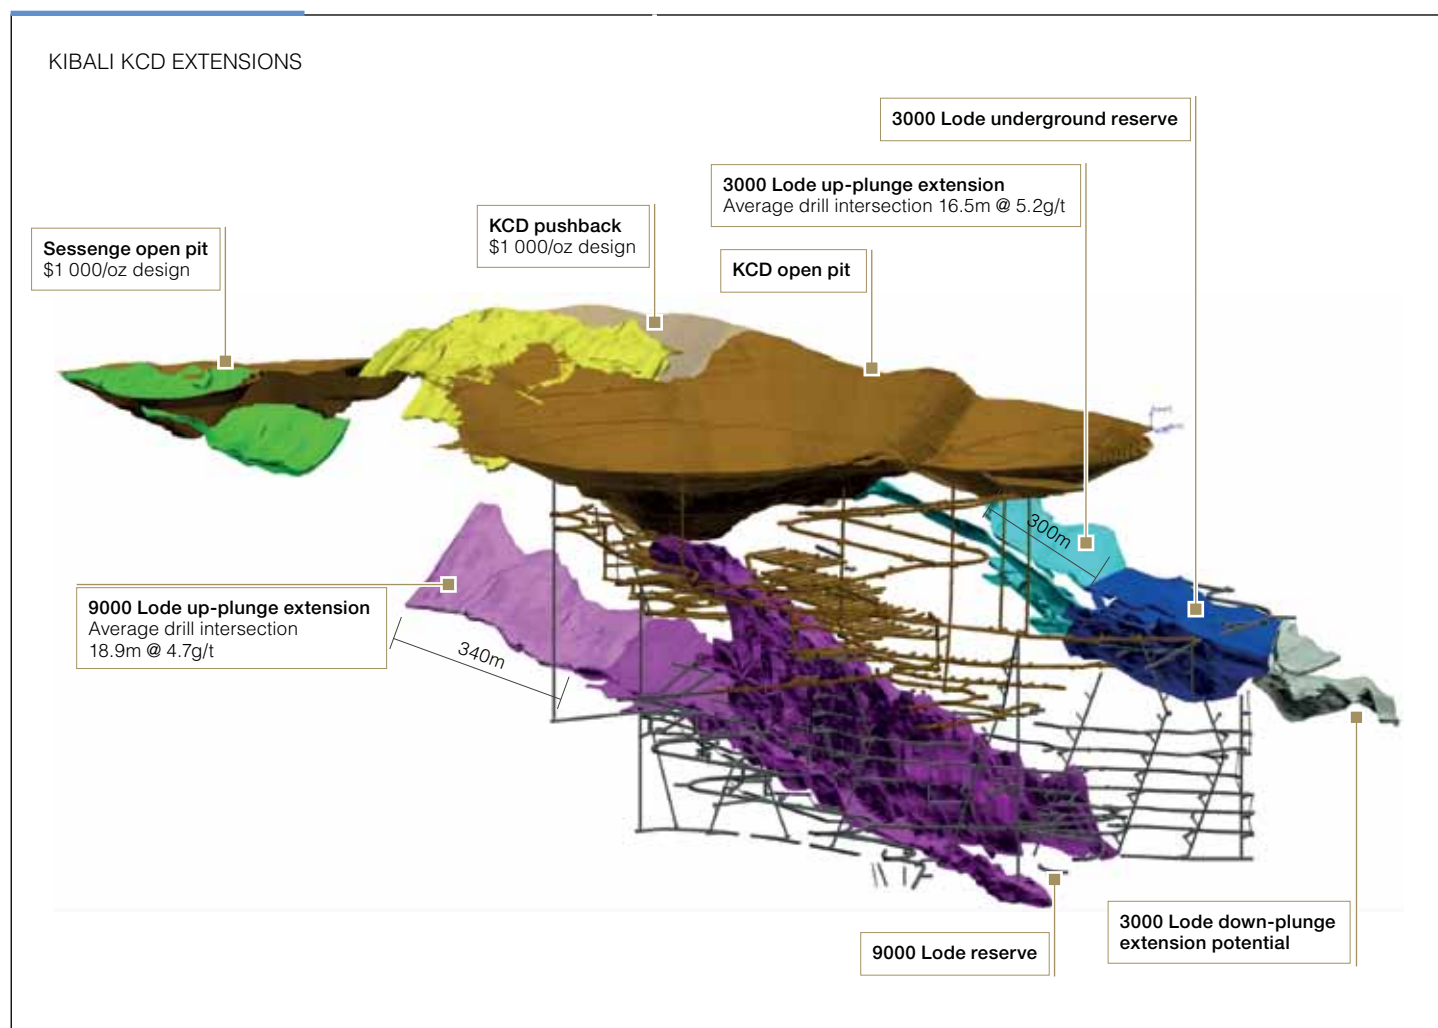 KIBALI KCD EXTENSIONS
3000 Lode underground reserve
3000 Lode up-plunge extension
Average drill intersection 16.5m @ 5.2g/t
KCD pushback
$1 000/oz design
Sessenge open pit
$1 000/oz design
KCD open pit
300m
9000 Lode up-plunge extension
Average drill intersection
18.9m @ 4.7g/t
340m
3000 Lode down-plunge
extension potential
9000 Lode reserve